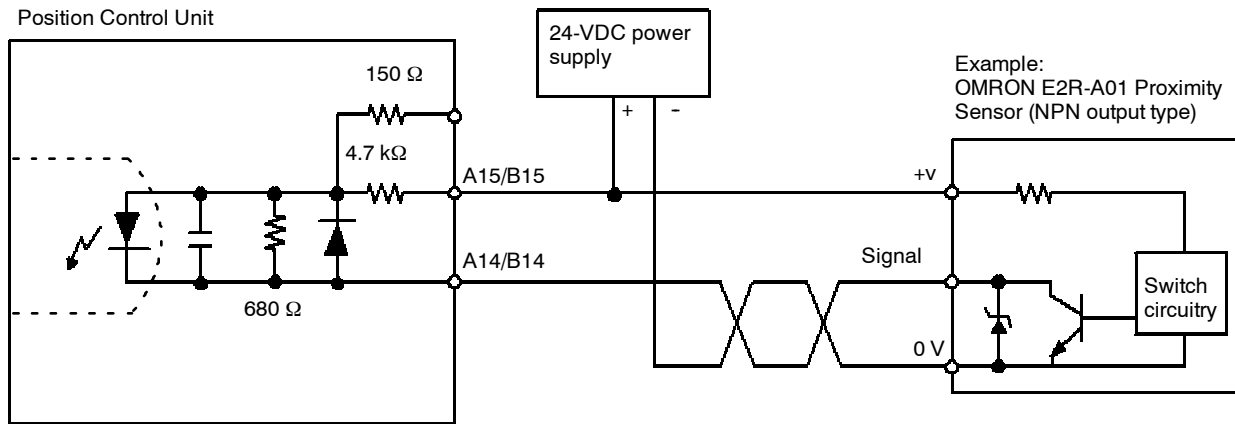 Position Control Unit
24-VDC power
supply
150 Ω
Example:
OMRON E2R-A01 Proximity
Sensor (NPN output type)
+ -
4.7 kΩ
A15/B15
+v
A14/B14
Signal
Switch
circuitry
680 Ω
0 V